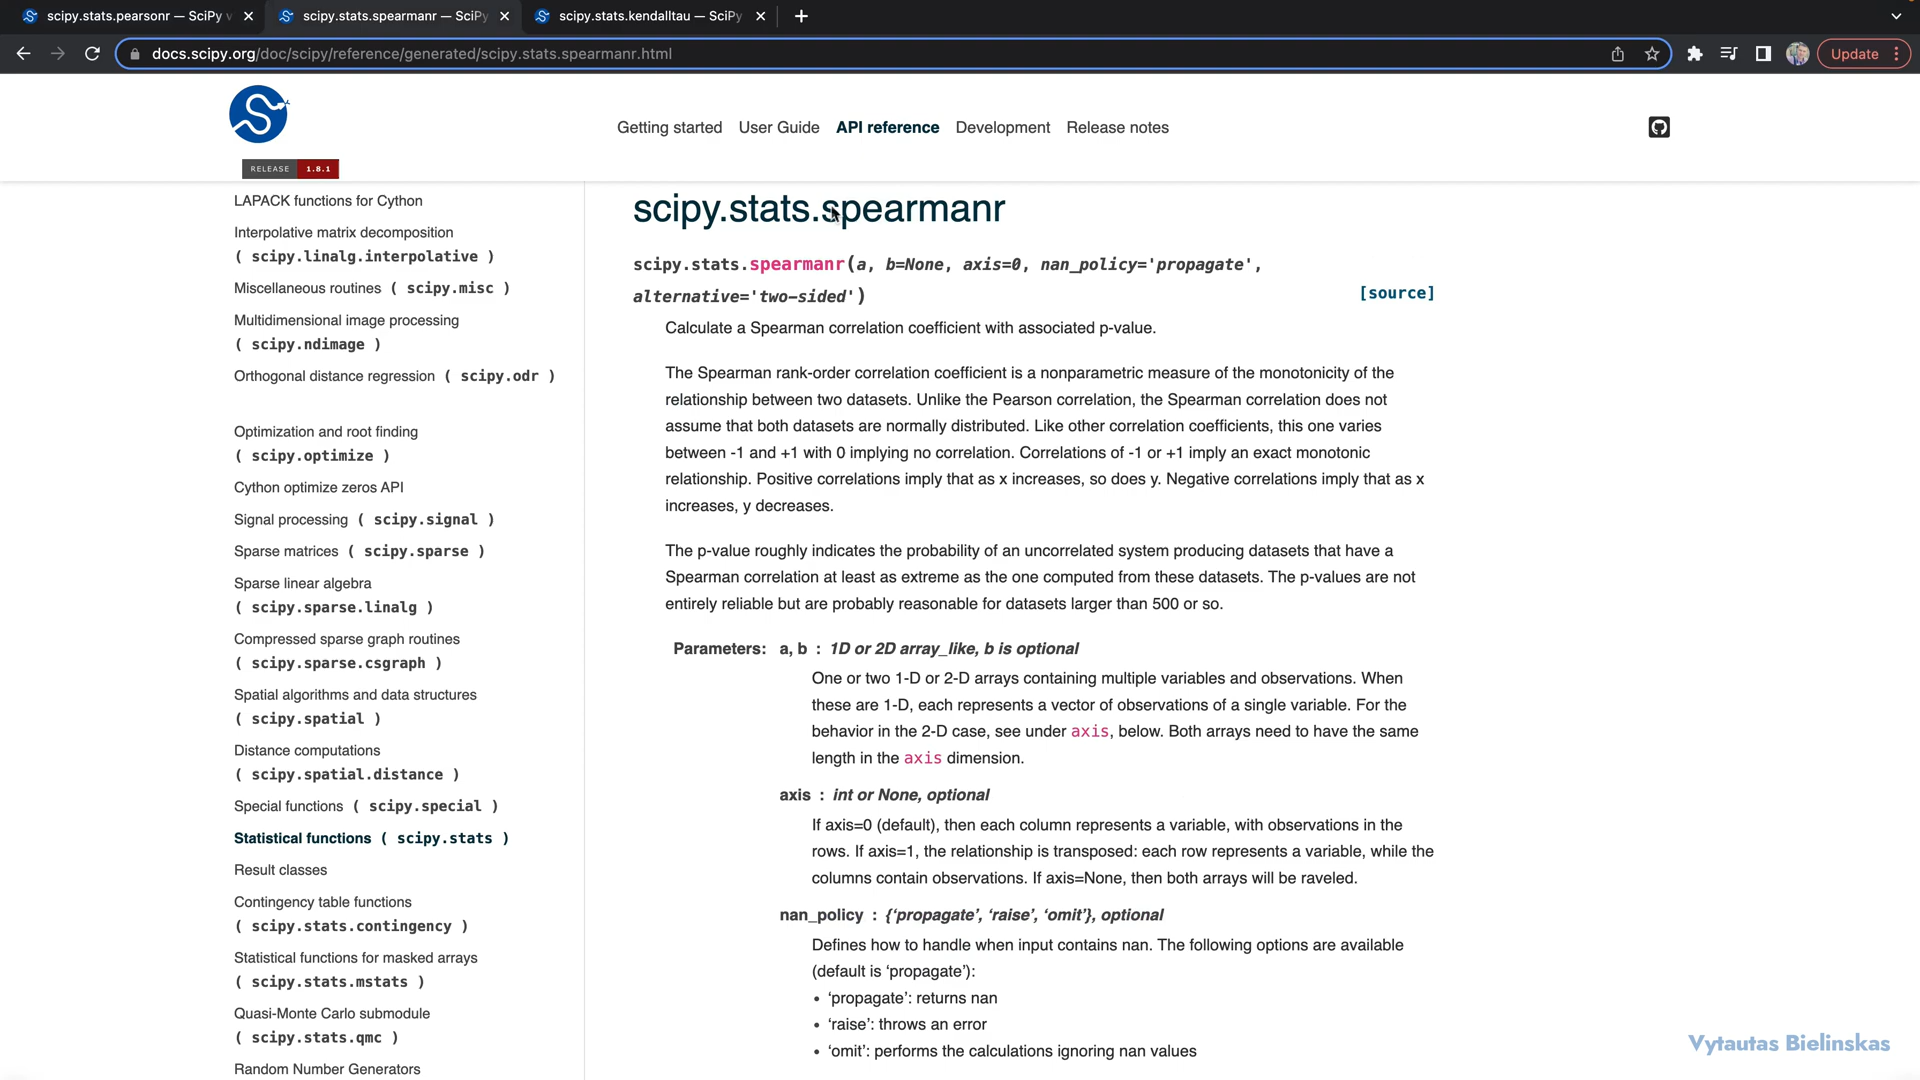 scipy.stats.pearsonr — SciPy v
scipy.stats.spearmanr — SciPy
scipy.stats.kendalltau — SciPy
docs.scipy.org/doc/scipy/reference/generated/scipy.stats.spearmanr.html
Update
Getting started User Guide API reference Development Release notes
RELEASE 1.8.1
LAPACK functions for Cython
Interpolative matrix decomposition
( scipy.linalg.interpolative )
Miscellaneous routines ( scipy.misc )
Multidimensional image processing
( scipy.ndimage )
Orthogonal distance regression ( scipy.odr )
Optimization and root finding
( scipy.optimize )
Cython optimize zeros API
Signal processing ( scipy.signal )
Sparse matrices ( scipy.sparse )
Sparse linear algebra
( scipy.sparse.linalg )
Compressed sparse graph routines
( scipy.sparse.csgraph )
Spatial algorithms and data structures
( scipy.spatial )
Distance computations
( scipy.spatial.distance )
Special functions ( scipy.special )
Statistical functions ( scipy.stats )
Result classes
Contingency table functions
( scipy.stats.contingency )
Statistical functions for masked arrays
( scipy.stats.mstats )
Quasi-Monte Carlo submodule
( scipy.stats.qmc )
Random Number Generators
scipy.stats.spearmanr
scipy.stats.spearmanr(a, b=None, axis=0, nan_policy='propagate',
alternative='two-sided') [source]
Calculate a Spearman correlation coefficient with associated p-value.
The Spearman rank-order correlation coefficient is a nonparametric measure of the monotonicity of the
relationship between two datasets. Unlike the Pearson correlation, the Spearman correlation does not
assume that both datasets are normally distributed. Like other correlation coefficients, this one varies
between -1 and +1 with 0 implying no correlation. Correlations of -1 or +1 imply an exact monotonic
relationship. Positive correlations imply that as x increases, so does y. Negative correlations imply that as x
increases, y decreases.
The p-value roughly indicates the probability of an uncorrelated system producing datasets that have a
Spearman correlation at least as extreme as the one computed from these datasets. The p-values are not
entirely reliable but are probably reasonable for datasets larger than 500 or so.
Parameters: a, b : 1D or 2D array_like, b is optional
One or two 1-D or 2-D arrays containing multiple variables and observations. When
these are 1-D, each represents a vector of observations of a single variable. For the
behavior in the 2-D case, see under axis, below. Both arrays need to have the same
length in the axis dimension.
axis : int or None, optional
If axis=0 (default), then each column represents a variable, with observations in the
rows. If axis=1, the relationship is transposed: each row represents a variable, while the
columns contain observations. If axis=None, then both arrays will be raveled.
nan_policy : {‘propagate’, ‘raise’, ‘omit’}, optional
Defines how to handle when input contains nan. The following options are available
(default is ‘propagate’):
• ‘propagate’: returns nan
• ‘raise’: throws an error
• ‘omit’: performs the calculations ignoring nan values
Vytautas Bielinskas